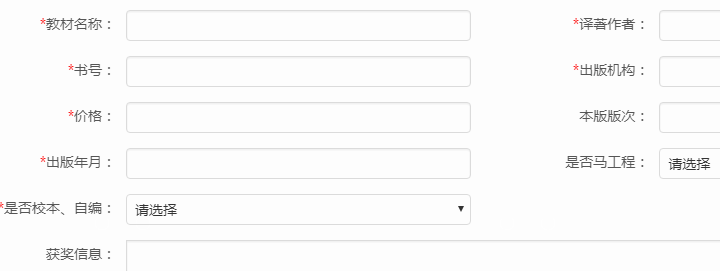 *教材名称： *译著作者：
*书号： *出版机构：
*价格： 本版版次：
*出版年月： 是否马工程： 请选择
*是否校本、自编： 请选择
获奖信息：